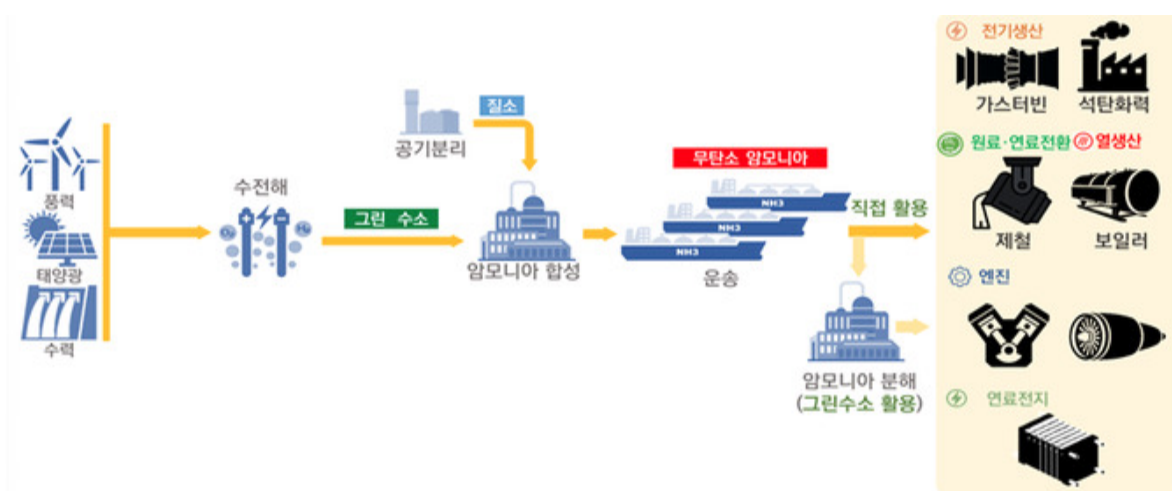 풍력
태양광
수력
수전해
그린 수소
공기분리
질소
암모니아 합성
무탄소 암모니아
NH3
NH3
NH3
운송
직접 활용
암모니아 분해
(그린수소 활용)
전기생산
가스터빈
석탄화력
원료·연료전환
열생산
제철
보일러
엔진
연료전지